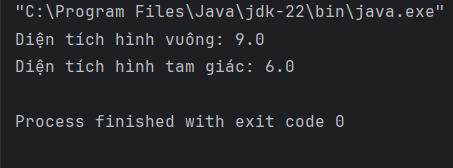 "C:\Program Files\Java\jdk-22\bin\java.exe"
Diện tích hình vuông: 9.0
Diện tích hình tam giác: 6.0
Process finished with exit code 0